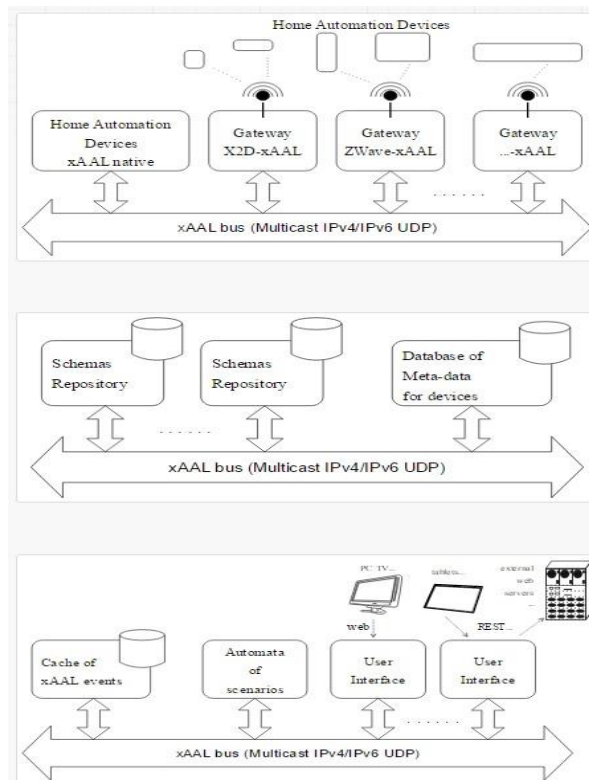 Home Automation Devices
Home Automation
Devices
xAAL native
Gateway
X2D-xAAL
Gateway
ZWave-xAAL
Gateway
...-xAAL
. . . . . .
xAAL bus (Multicast IPv4/IPv6 UDP)
Schemas
Repository
Schemas
Repository
Database of
Meta-data
for devices
. . . . . .
xAAL bus (Multicast IPv4/IPv6 UDP)
PC TV...
tablets...
external
web
servers
...
web
REST...
Cache of
xAAL events
Automata
of
scenarios
User
Interface
User
Interface
. . . . . .
xAAL bus (Multicast IPv4/IPv6 UDP)